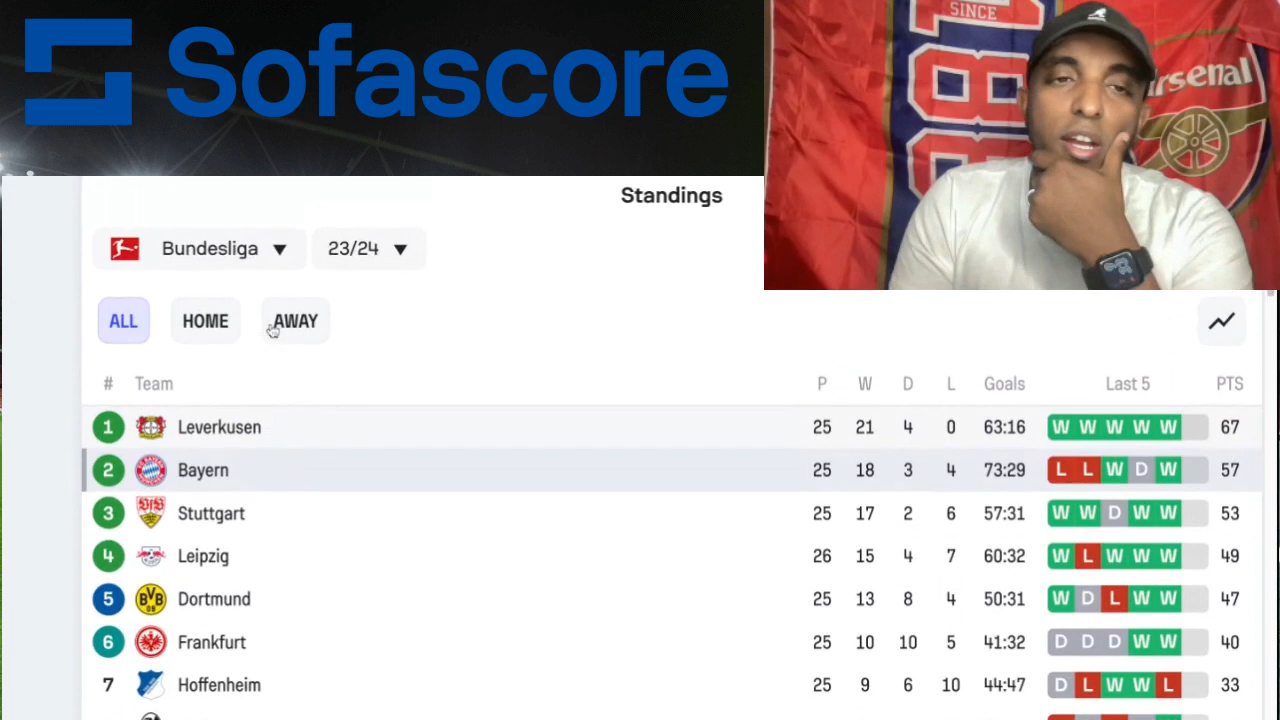 Sofascore
SINCE
Arsenal
Standings
Bundesliga 23/24
ALL HOME AWAY
# Team P W D L Goals Last 5 PTS
1 Leverkusen 25 21 4 0 63:16 W W W W W 67
2 Bayern 25 18 3 4 73:29 L L W D W 57
3 Stuttgart 25 17 2 6 57:31 W W D W W 53
4 Leipzig 26 15 4 7 60:32 W L W W W 49
5 Dortmund 25 13 8 4 50:31 W D L W W 47
6 Frankfurt 25 10 10 5 41:32 D D D W W 40
7 Hoffenheim 25 9 6 10 44:47 D L W W L 33